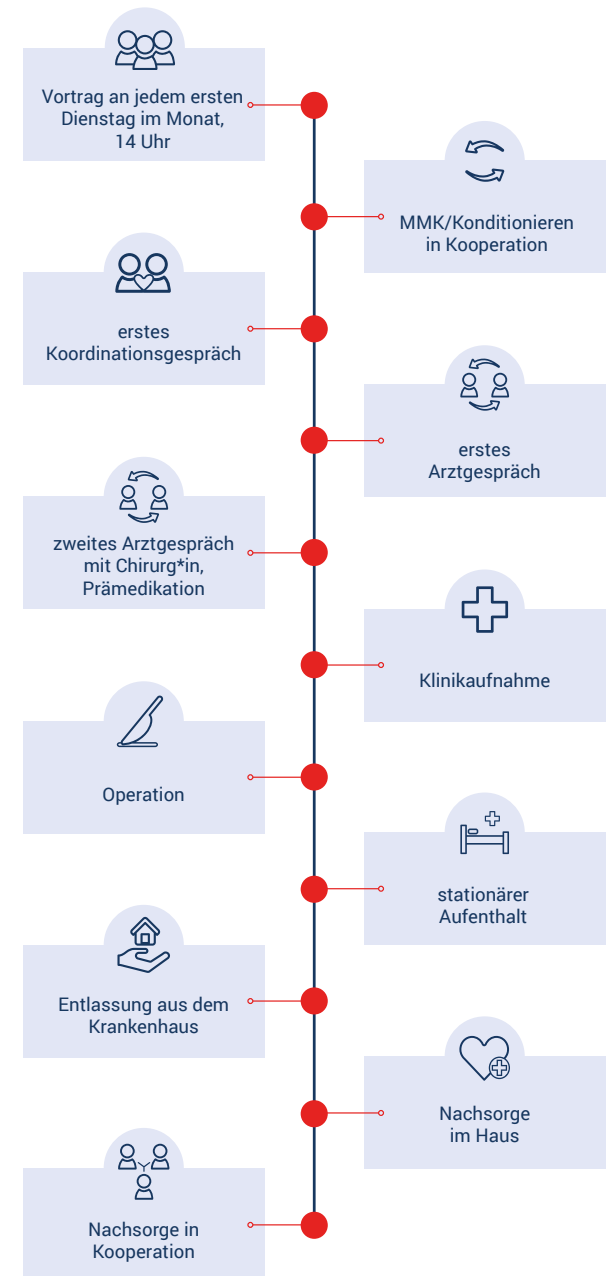 Vortrag an jedem ersten
Dienstag im Monat,
14 Uhr
MMK/Konditionieren
in Kooperation
erstes
Koordinationsgespräch
erstes
Arztgespräch
zweites Arztgespräch
mit Chirurg*in,
Prämedikation
Klinikaufnahme
Operation
stationärer
Aufenthalt
Entlassung aus dem
Krankenhaus
Nachsorge
im Haus
Nachsorge in
Kooperation